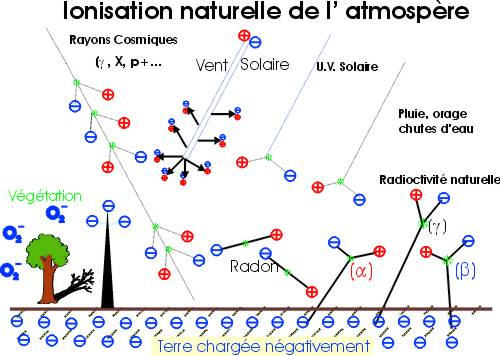 Ionisation naturelle de l' atmospère
Rayons Cosmiques
(γ, X, p+...
Vent Solaire
U.V. Solaire
Pluie, orage
chutes d'eau
Radioctivité naturelle
Végétation
O₂⁻
O₂⁻
O₂⁻
(γ)
Radon
(α)
(β)
Terre chargée négativement